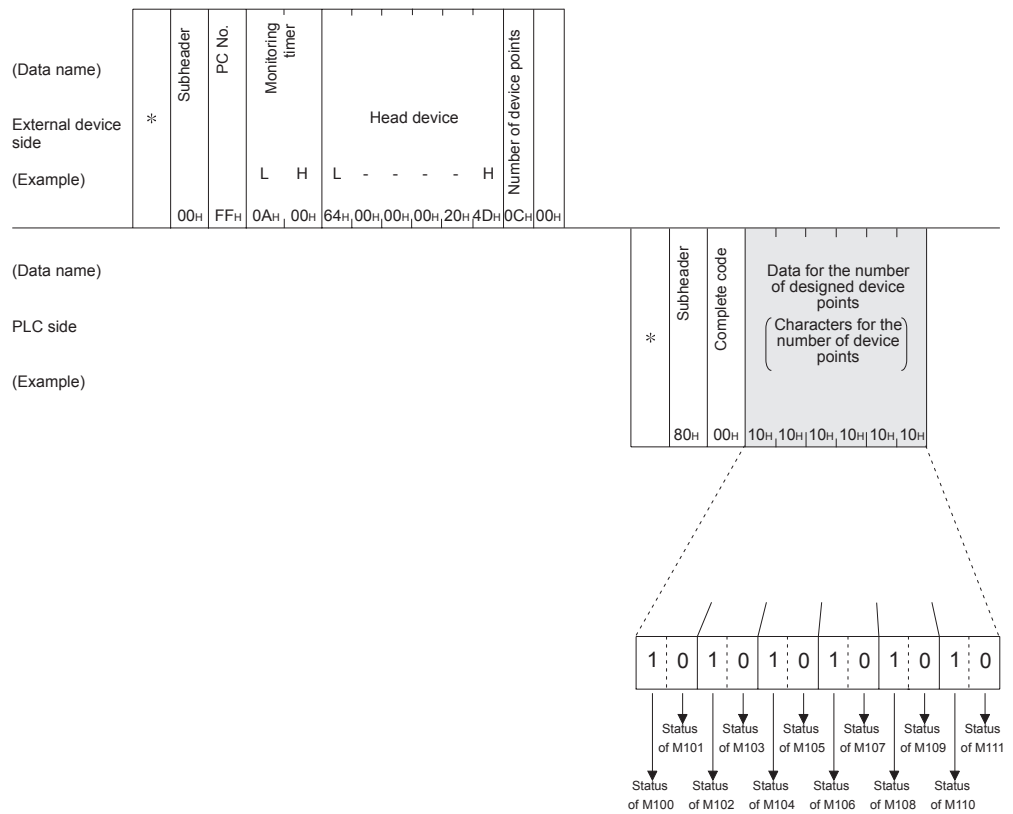 (Data name)
External device
side
(Example)
*
Subheader
PC No.
Monitoring
timer
Head device
Number of device points
L H L - - - - H
00H FFH 0AH 00H 64H 00H 00H 00H 20H 4DH 0CH 00H
(Data name)
PLC side
(Example)
*
Subheader
Complete code
Data for the number
of designed device
points
(Characters for the
number of device
points)
80H 00H 10H 10H 10H 10H 10H 10H
1 0 1 0 1 0 1 0 1 0 1 0
Status Status Status Status Status Status
of M101 of M103 of M105 of M107 of M109 of M111
Status Status Status Status Status Status
of M100 of M102 of M104 of M106 of M108 of M110